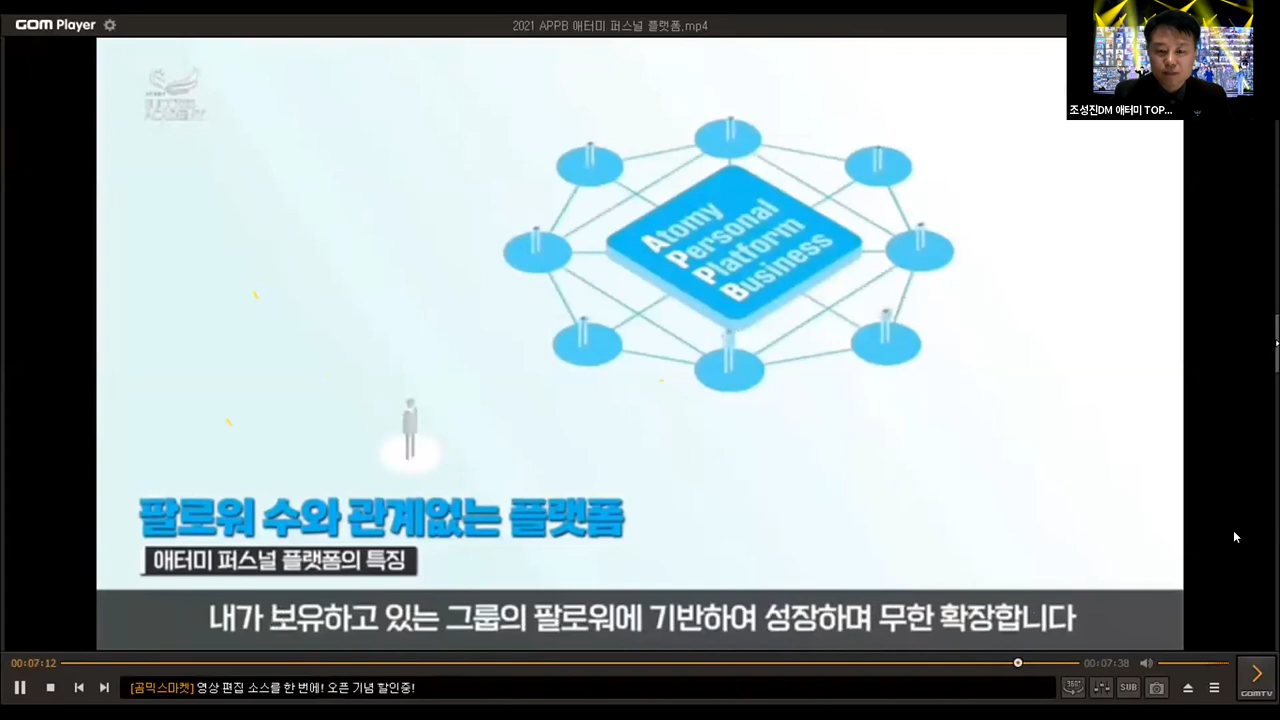 GOM Player
2021 APPB 애터미 퍼스널 플랫폼.mp4
조성진DM 애터미 TOP...
Atomy
Personal
Platform
Business
팔로워 수와 관계없는 플랫폼
애터미 퍼스널 플랫폼의 특징
내가 보유하고 있는 그룹의 팔로워에 기반하여 성장하며 무한 확장합니다
00:07:12
00:07:38
[곰믹스마켓] 영상 편집 소스를 한 번에! 오픈 기념 할인중!
360°
SUB
GOMTV